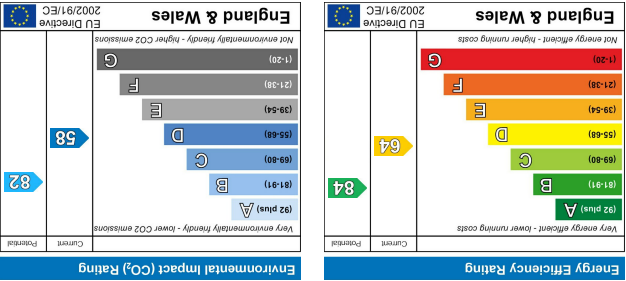 Energy Efficiency Rating
Current
Potential
Very energy efficient - lower running costs
(92 plus) A
(81-91) B
(69-80) C
(55-68) D
(39-54) E
(21-38) F
(1-20) G
Not energy efficient - higher running costs
64
84
England & Wales
EU Directive
2002/91/EC
Environmental Impact (CO₂) Rating
Current
Potential
Very environmentally friendly - lower CO2 emissions
(92 plus) A
(81-91) B
(69-80) C
(55-68) D
(39-54) E
(21-38) F
(1-20) G
Not environmentally friendly - higher CO2 emissions
58
82
England & Wales
EU Directive
2002/91/EC